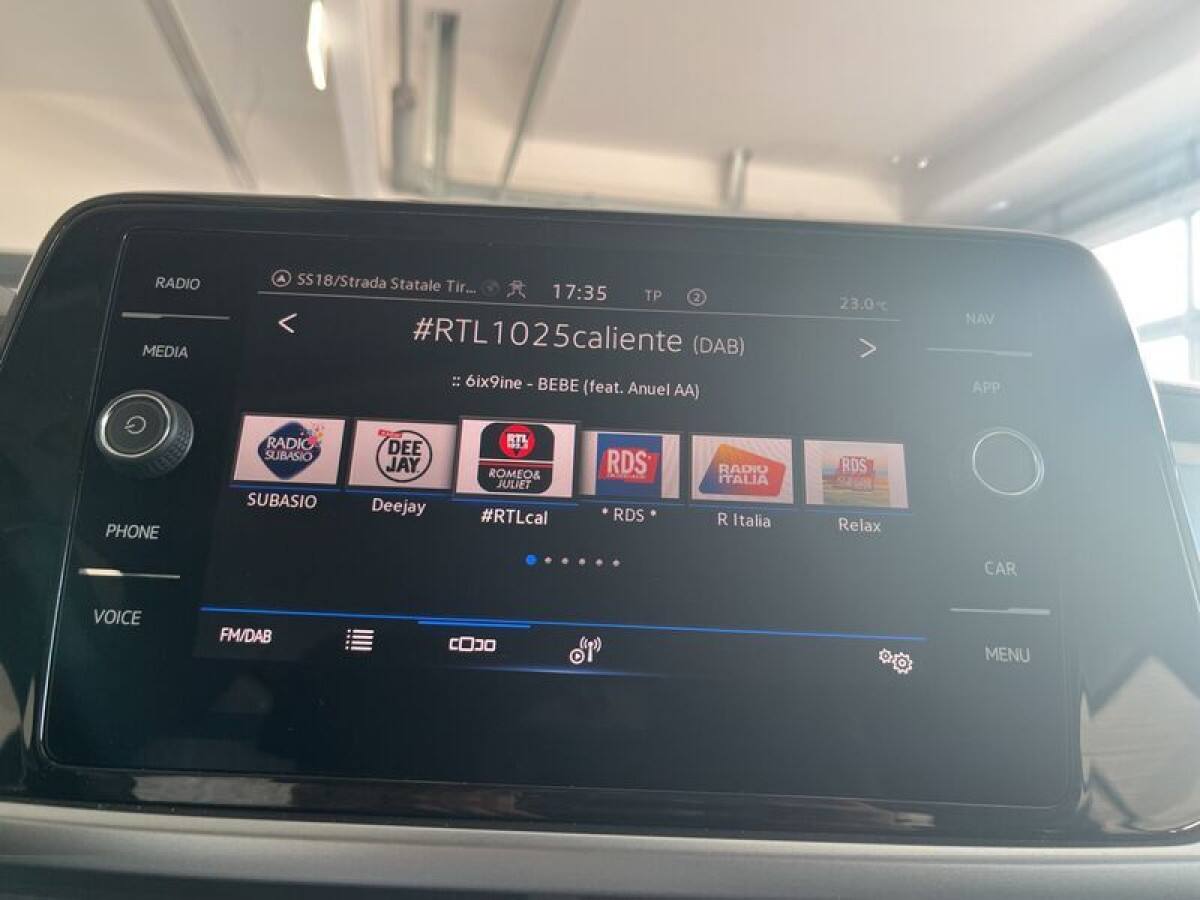 RADIO
MEDIA
PHONE
VOICE
SS18/Strada Statale Tir...
17:35
TP
2
23.0°C
< #RTL1025caliente (DAB) >
:: 6ix9ine - BEBE (feat. Anuel AA)
RADIO
SUBASIO
DEE
JAY
RTL
102.5
ROMEO&
JULIET
RDS
RADIO
ITALIA
RDS
SUBASIO
Deejay
#RTLcal
* RDS *
R Italia
Relax
FM/DAB
NAV
APP
CAR
MENU